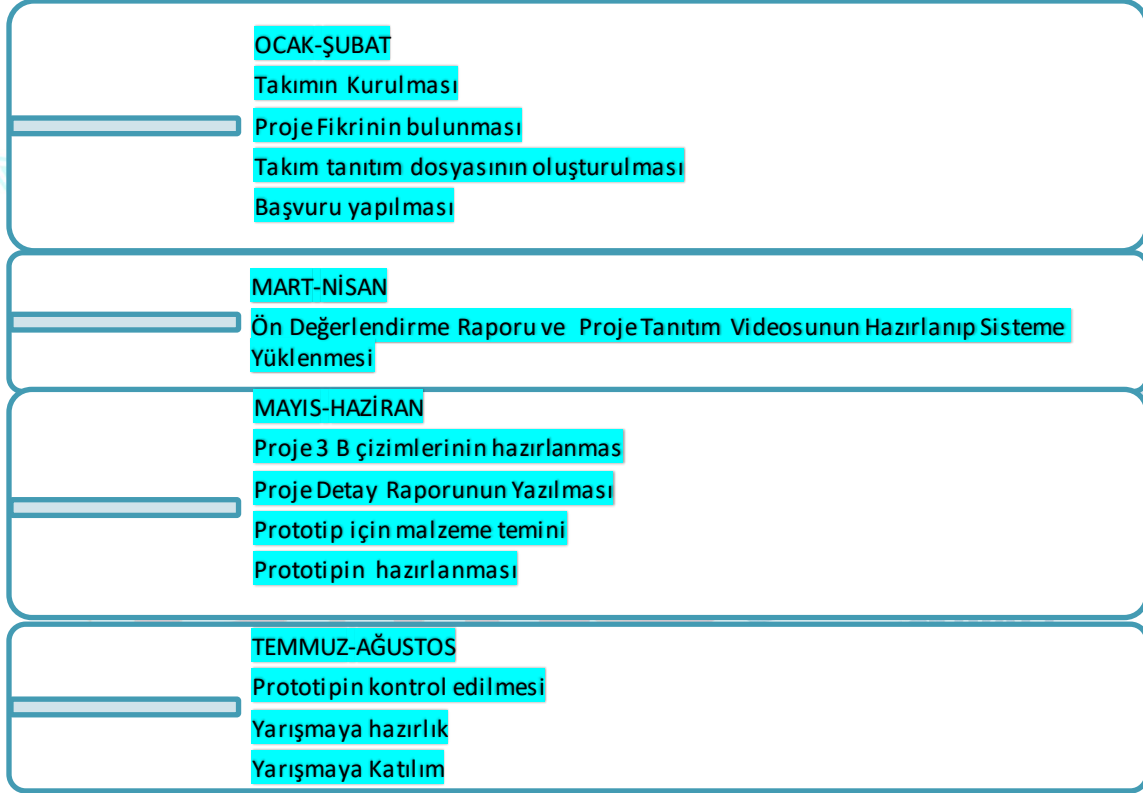 OCAK-ŞUBAT
Takımın Kurulması
Proje Fikrinin bulunması
Takım tanıtım dosyasının oluşturulması
Başvuru yapılması
MART-NİSAN
Ön Değerlendirme Raporu ve Proje Tanıtım Videosunun Hazırlanıp Sisteme
Yüklenmesi
MAYIS-HAZİRAN
Proje 3 B çizimlerinin hazırlanmas
Proje Detay Raporunun Yazılması
Prototip için malzeme temini
Prototipin hazırlanması
TEMMUZ-AĞUSTOS
Prototipin kontrol edilmesi
Yarışmaya hazırlık
Yarışmaya Katılım